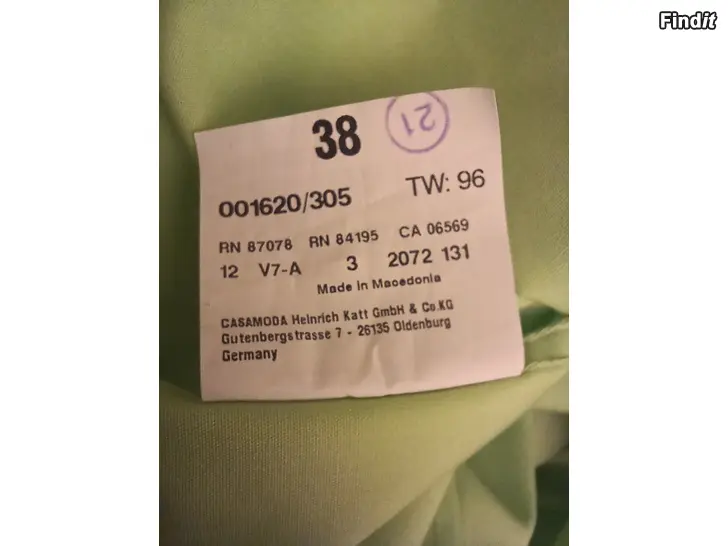 Findit
38
21
001620/305 TW: 96
RN 87078 RN 84195 CA 06569
12 V7-A 3 2072 131
Made in Macedonia
CASAMODA Heinrich Katt GmbH & Co.KG
Gutenbergstrasse 7 - 26135 Oldenburg
Germany